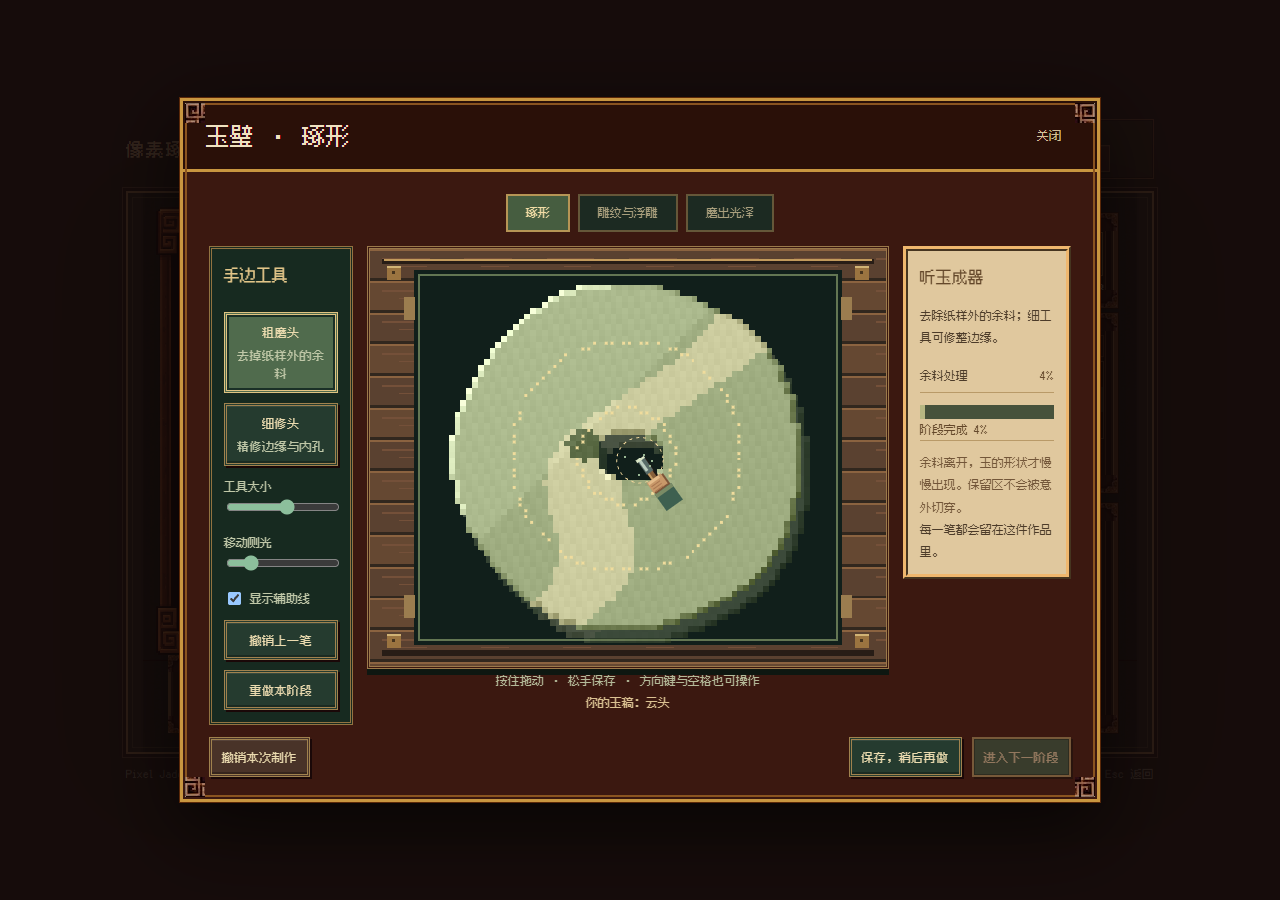 像素琢
玉璧 · 琢形
关闭
琢形
雕纹与浮雕
磨出光泽
手边工具
粗磨头
去掉纸样外的余
料
细修头
精修边缘与内孔
工具大小
移动侧光
显示辅助线
撤销上一笔
重做本阶段
听玉成器
去除纸样外的余料；细工
具可修整边缘。
余料处理 4%
阶段完成 4%
余料离开，玉的形状才慢
慢出现。保留区不会被意
外切穿。
每一笔都会留在这件作品
里。
按住拖动 · 松手保存 · 方向键与空格也可操作
你的玉稿：云头
撤销本次制作
保存，稍后再做
进入下一阶段
Pixel Jade
Esc 返回